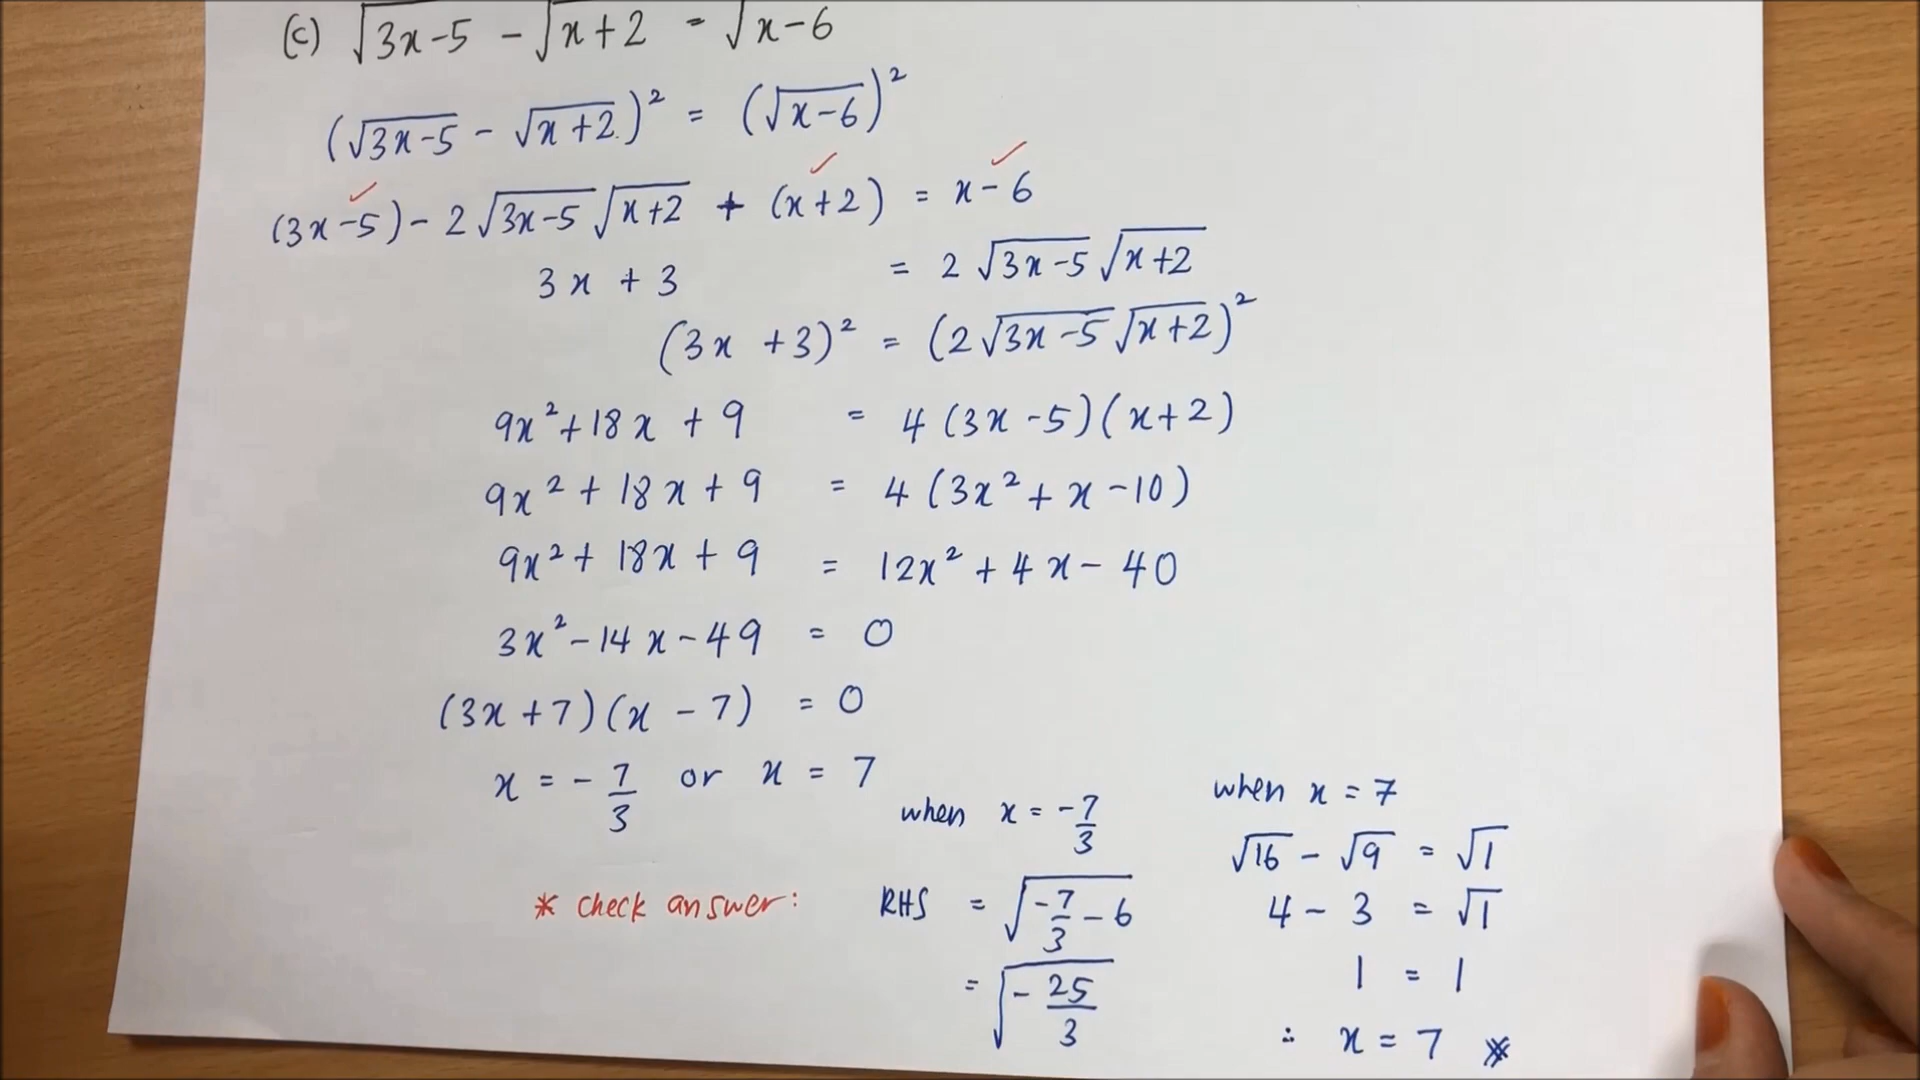 (c) √(3x-5) - √(x+2) = √(x-6)
(√(3x-5) - √(x+2))² = (√(x-6))²
(3x-5) - 2√(3x-5)√(x+2) + (x+2) = x-6
3x + 3 = 2√(3x-5)√(x+2)
(3x +3)² = (2√(3x-5)√(x+2))²
9x²+18x + 9 = 4(3x-5)(x+2)
9x² + 18x + 9 = 4(3x² + x - 10)
9x² + 18x + 9 = 12x² + 4x - 40
3x² - 14x - 49 = 0
(3x+7)(x-7) = 0
x = -7/3 or x = 7
* check answer:
when x = -7/3
RHS = √(-7/3 - 6)
= √(-25/3)
when x = 7
√16 - √9 = √1
4 - 3 = √1
1 = 1
∴ x = 7 *